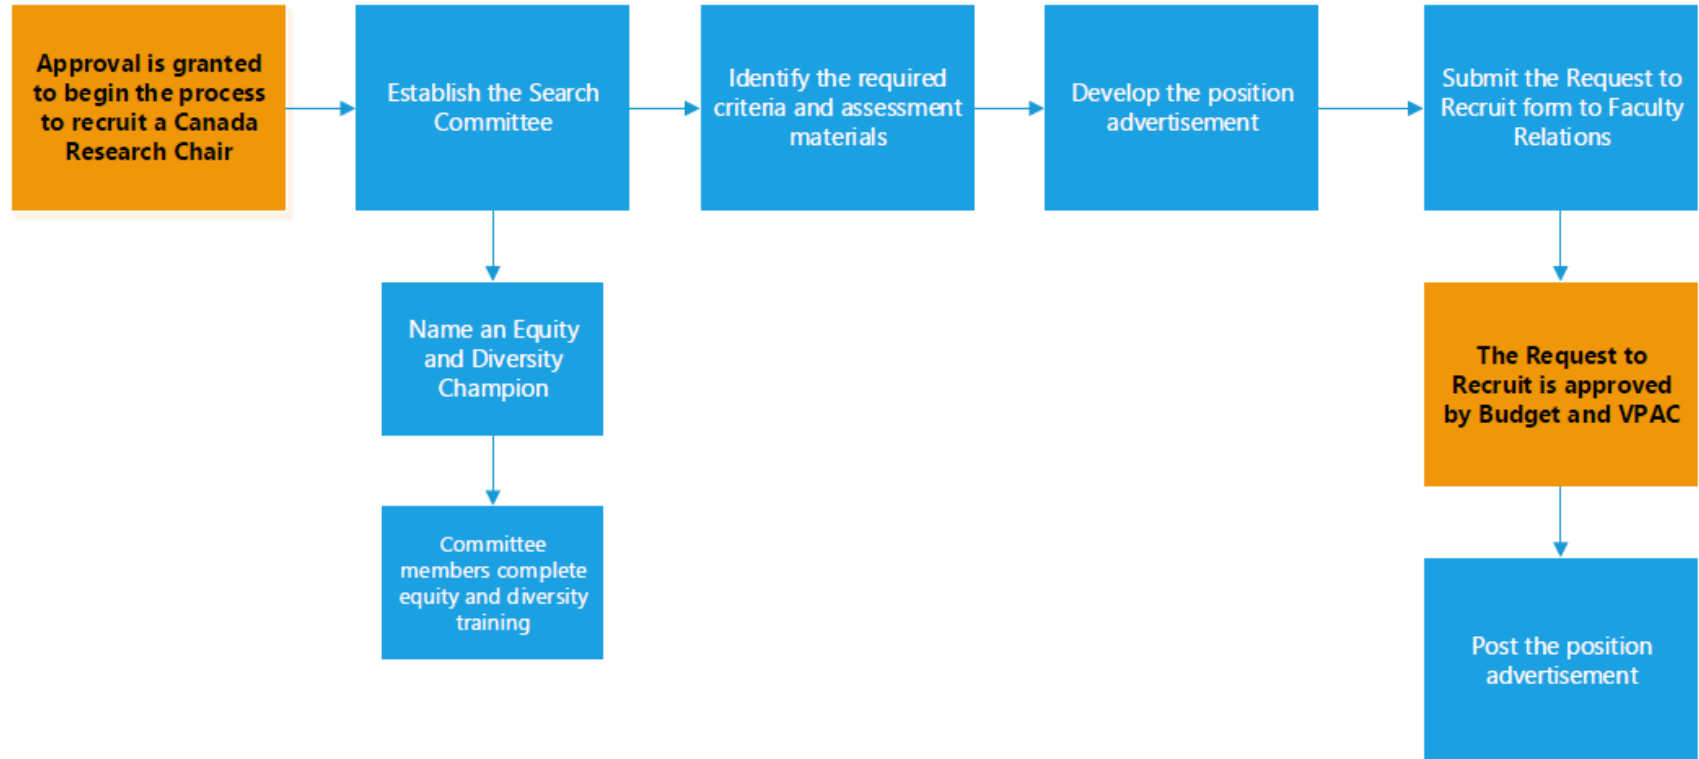 Approval is granted
to begin the process
to recruit a Canada
Research Chair
Establish the Search
Committee
Identify the required
criteria and assessment
materials
Develop the position
advertisement
Submit the Request to
Recruit form to Faculty
Relations
Name an Equity
and Diversity
Champion
The Request to
Recruit is approved
by Budget and VPAC
Committee
members complete
equity and diversity
training
Post the position
advertisement